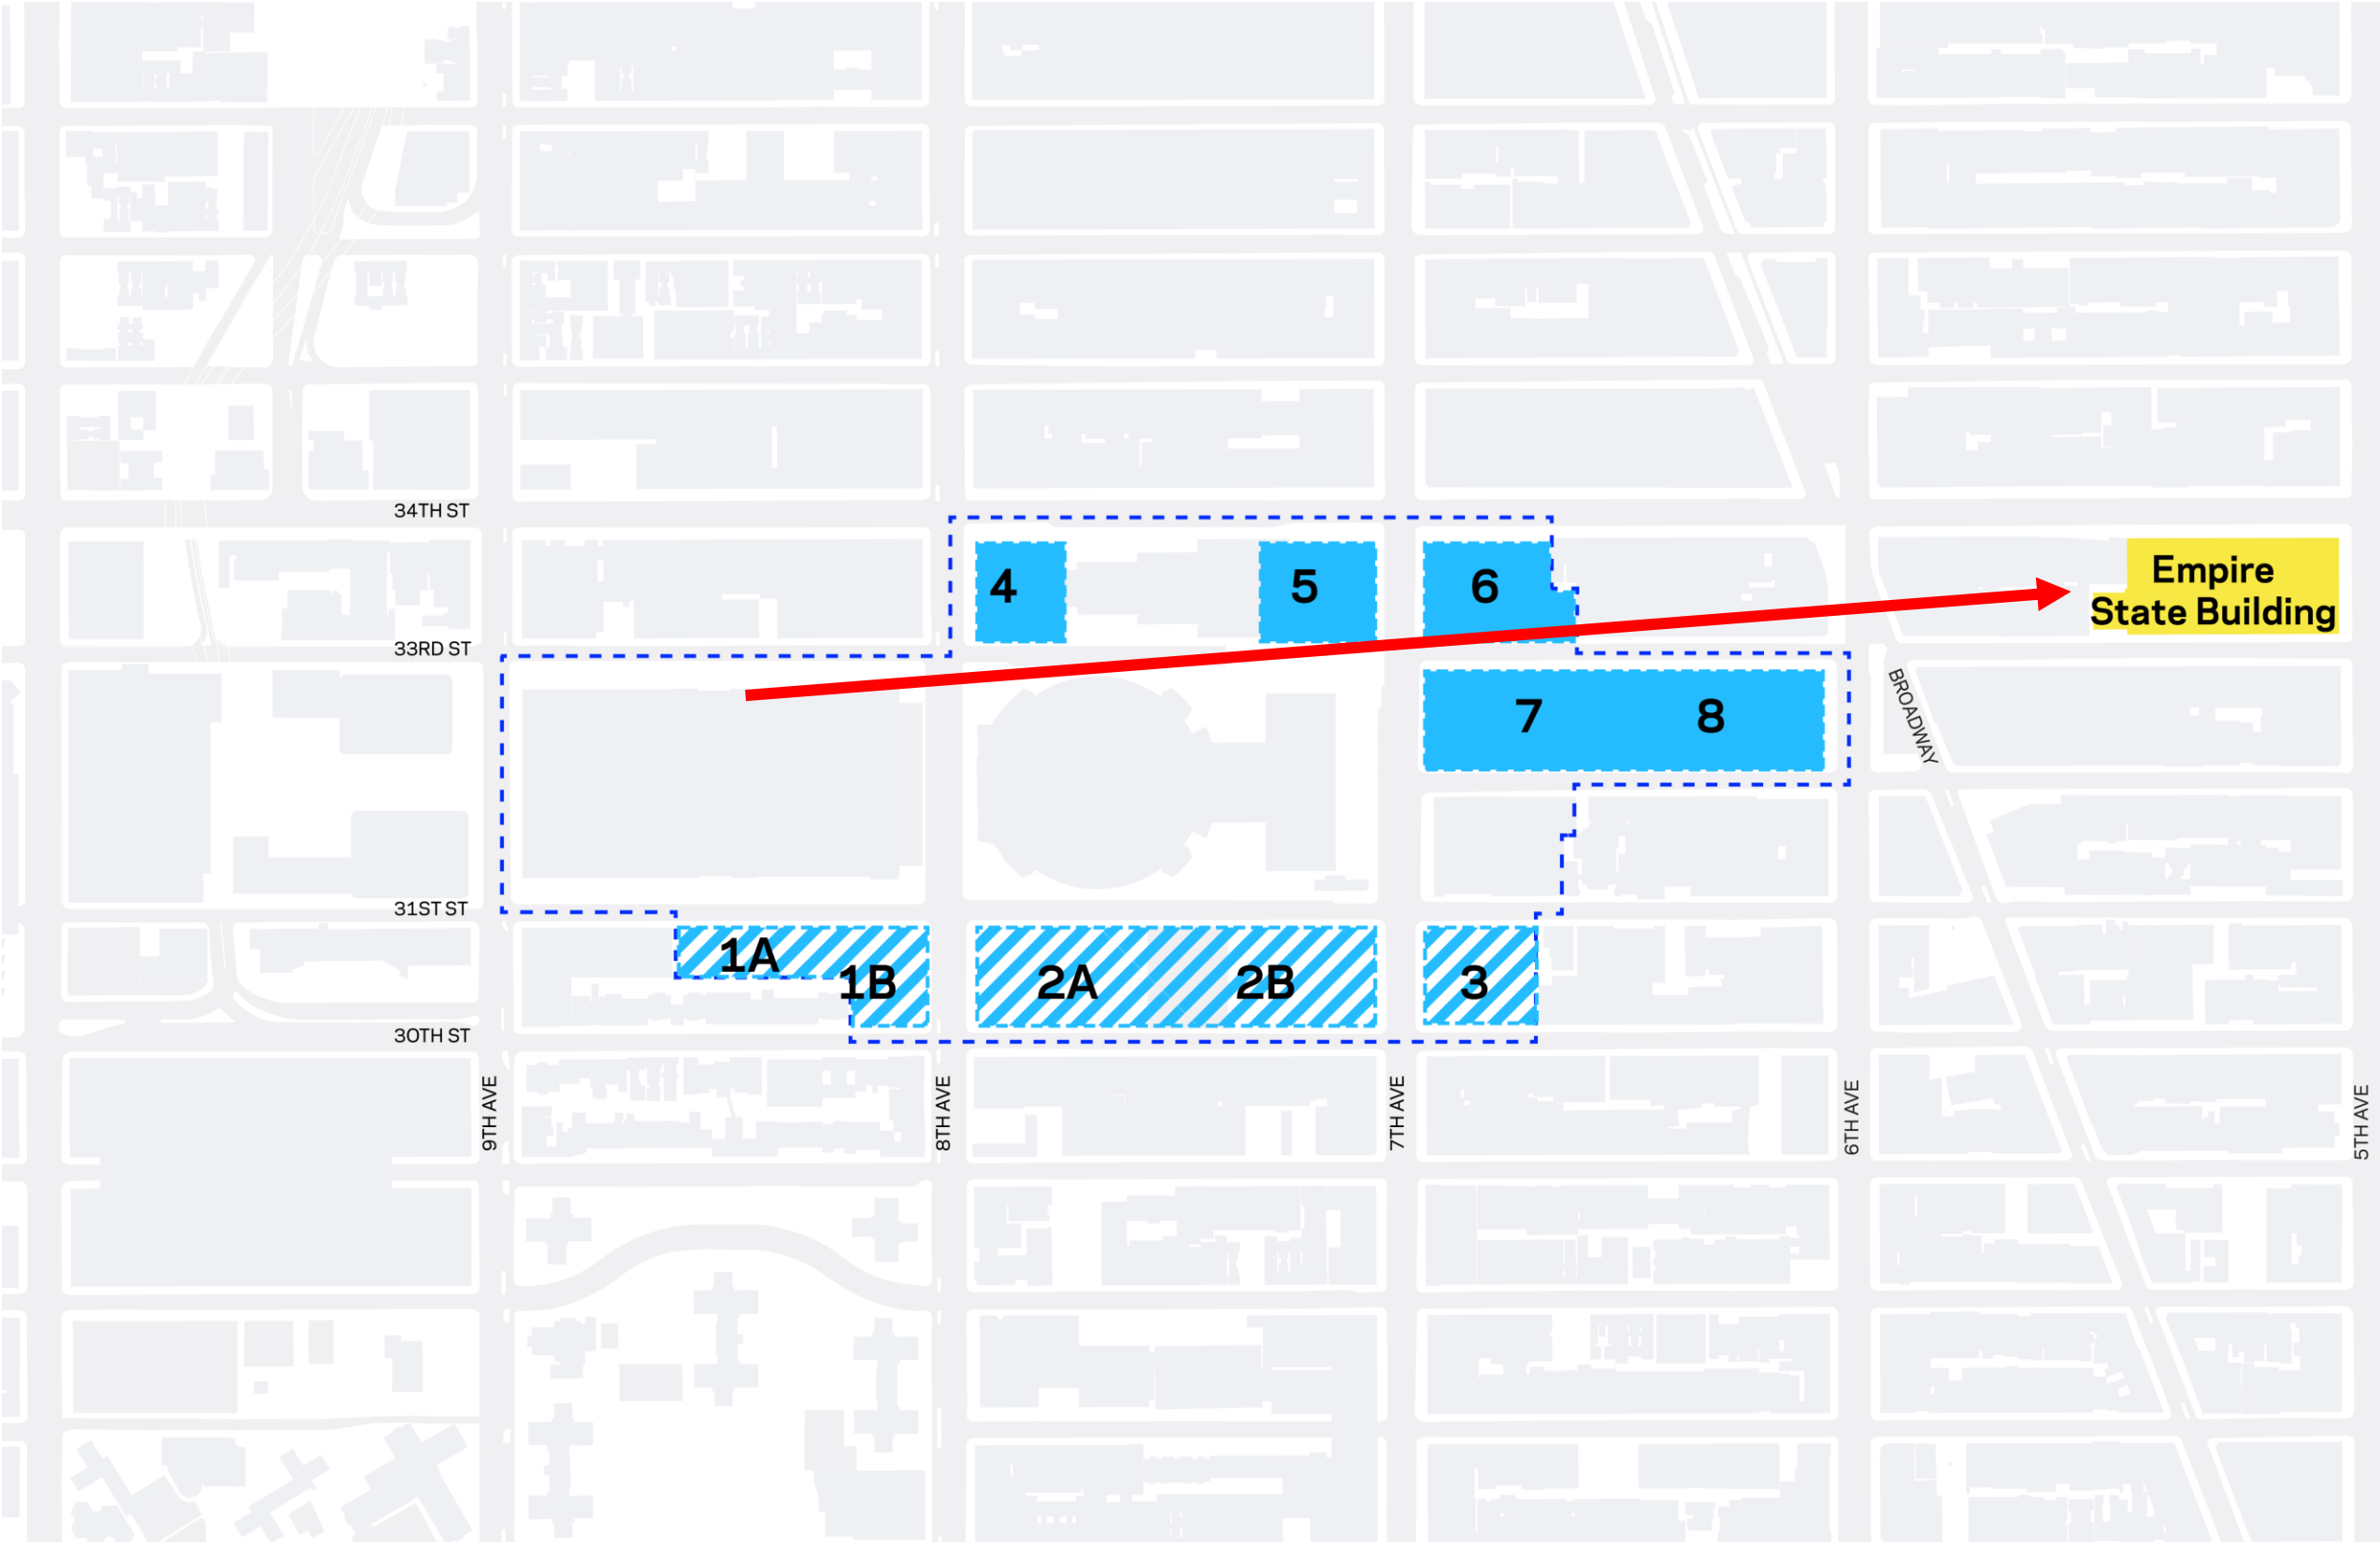 34TH ST
4
5
6
Empire
State Building
33RD ST
7
8
BROADWAY
31ST ST
1A
1B
2A
2B
3
30TH ST
9TH AVE
8TH AVE
7TH AVE
6TH AVE
5TH AVE